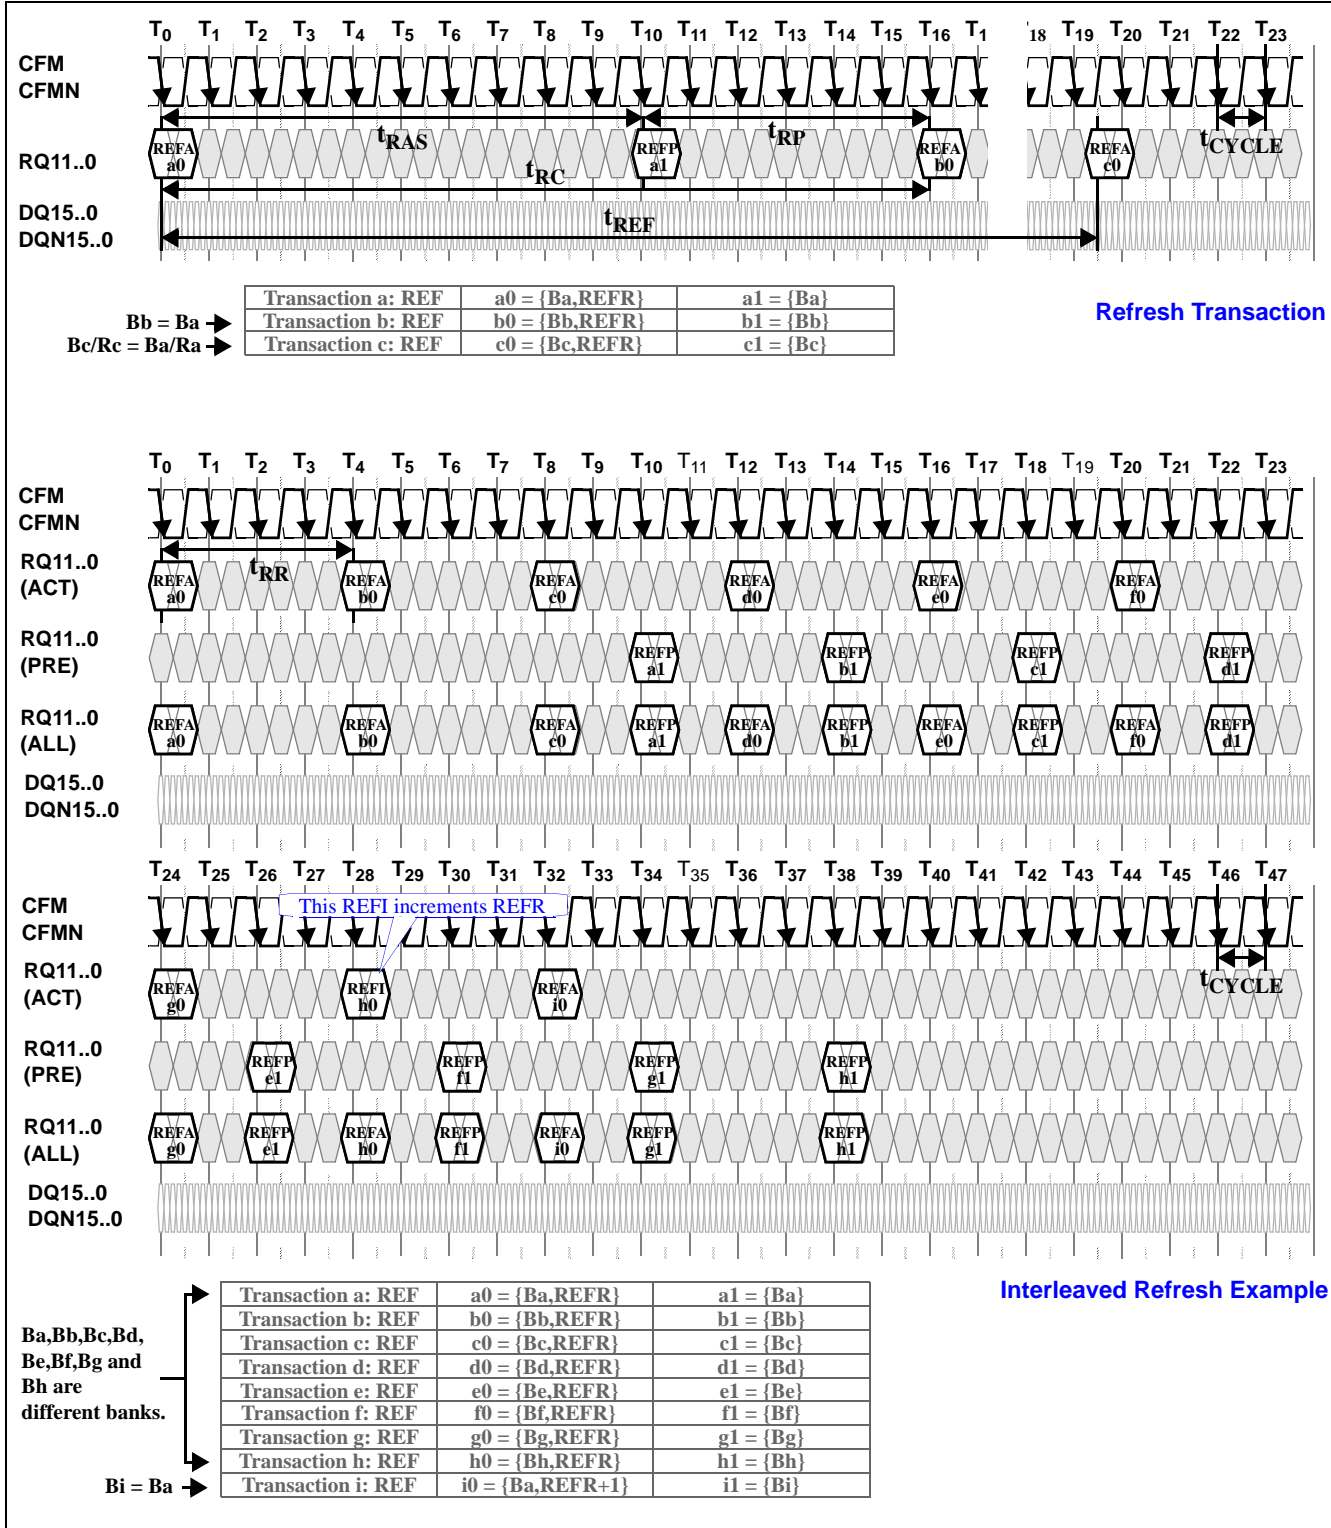 T0 T1 T2 T3 T4 T5 T6 T7 T8 T9 T10 T11 T12 T13 T14 T15 T16 T1 18 T19 T20 T21 T22 T23
CFM
CFMN
tRAS tRP tCYCLE
RQ11..0 REFA a0 REFP a1 REFA b0 REFA c0
tRC
DQ15..0
DQN15..0
tREF
Transaction a: REF a0 = {Ba,REFR} a1 = {Ba}
Bb = Ba Transaction b: REF b0 = {Bb,REFR} b1 = {Bb}
Bc/Rc = Ba/Ra Transaction c: REF c0 = {Bc,REFR} c1 = {Bc}
Refresh Transaction
T0 T1 T2 T3 T4 T5 T6 T7 T8 T9 T10 T11 T12 T13 T14 T15 T16 T17 T18 T19 T20 T21 T22 T23
CFM
CFMN
tRR
RQ11..0
(ACT) REFA a0 REFA b0 REFA c0 REFA d0 REFA e0 REFA f0
RQ11..0
(PRE) REFP a1 REFP b1 REFP c1 REFP d1
RQ11..0
(ALL) REFA a0 REFA b0 REFA c0 REFP a1 REFA d0 REFP b1 REFA e0 REFP c1 REFA f0 REFP d1
DQ15..0
DQN15..0
T24 T25 T26 T27 T28 T29 T30 T31 T32 T33 T34 T35 T36 T37 T38 T39 T40 T41 T42 T43 T44 T45 T46 T47
CFM
CFMN
This REFI increments REFR
tCYCLE
RQ11..0
(ACT) REFA g0 REFI h0 REFA i0
RQ11..0
(PRE) REFP e1 REFP f1 REFP g1 REFP h1
RQ11..0
(ALL) REFA g0 REFP e1 REFA h0 REFP f1 REFA i0 REFP g1 REFP h1
DQ15..0
DQN15..0
Interleaved Refresh Example
Ba,Bb,Bc,Bd,
Be,Bf,Bg and
Bh are
different banks.
Transaction a: REF a0 = {Ba,REFR} a1 = {Ba}
Transaction b: REF b0 = {Bb,REFR} b1 = {Bb}
Transaction c: REF c0 = {Bc,REFR} c1 = {Bc}
Transaction d: REF d0 = {Bd,REFR} d1 = {Bd}
Transaction e: REF e0 = {Be,REFR} e1 = {Be}
Transaction f: REF f0 = {Bf,REFR} f1 = {Bf}
Transaction g: REF g0 = {Bg,REFR} g1 = {Bg}
Transaction h: REF h0 = {Bh,REFR} h1 = {Bh}
Bi = Ba Transaction i: REF i0 = {Ba,REFR+1} i1 = {Bi}